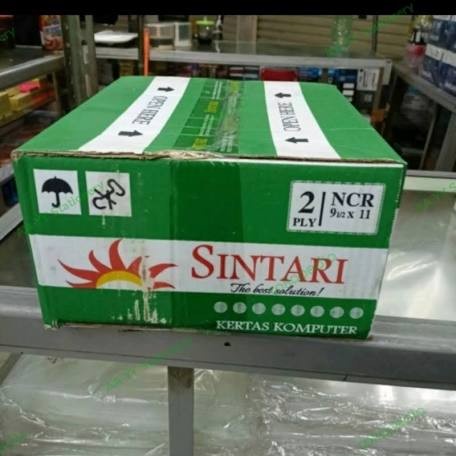 OPEN HERE
OPEN HERE
2
PLY
NCR
9 1/2 x 11
SINTARI
The best solution!
KERTAS KOMPUTER